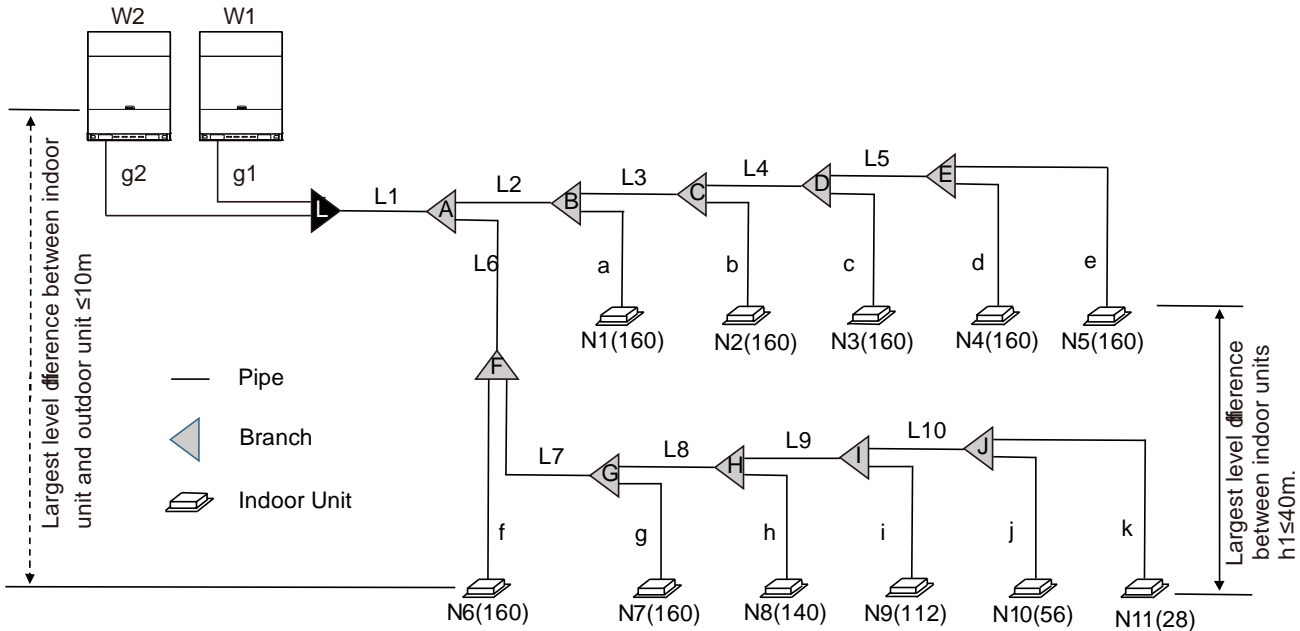 W2
W1
g2
g1
L
L1
A
L2
B
L3
C
L4
D
L5
E
L6
a
b
c
d
e
N1(160)
N2(160)
N3(160)
N4(160)
N5(160)
F
L7
G
L8
H
L9
I
L10
J
f
g
h
i
j
k
N6(160)
N7(160)
N8(140)
N9(112)
N10(56)
N11(28)
Pipe
Branch
Indoor Unit
Largest level difference between indoor
unit and outdoor unit ≤10m
Largest level difference
between indoor units
h1≤40m.